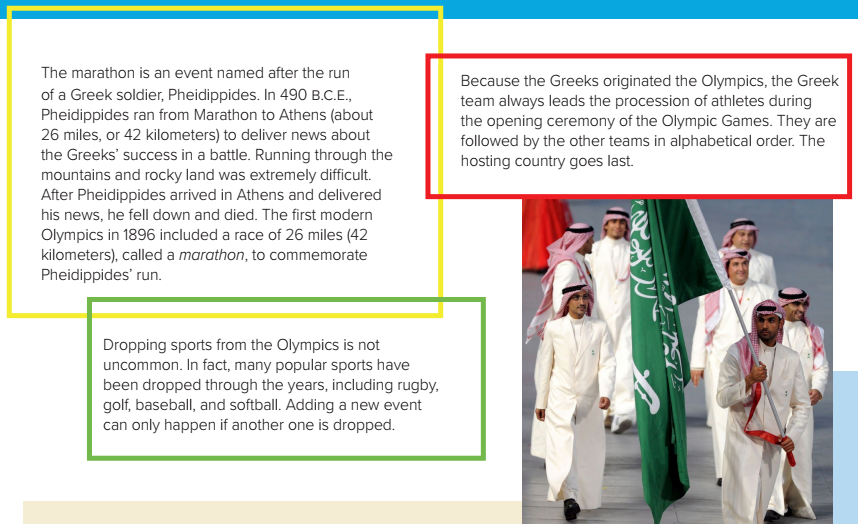 The marathon is an event named after the run
of a Greek soldier, Pheidippides. In 490 B.C.E.,
Pheidippides ran from Marathon to Athens (about
26 miles, or 42 kilometers) to deliver news about
the Greeks' success in a battle. Running through the
mountains and rocky land was extremely difficult.
After Pheidippides arrived in Athens and delivered
his news, he fell down and died. The first modern
Olympics in 1896 included a race of 26 miles (42
kilometers), called a marathon, to commemorate
Pheidippides' run.
Because the Greeks originated the Olympics, the Greek
team always leads the procession of athletes during
the opening ceremony of the Olympic Games. They are
followed by the other teams in alphabetical order. The
hosting country goes last.
Dropping sports from the Olympics is not
uncommon. In fact, many popular sports have
been dropped through the years, including rugby,
golf, baseball, and softball. Adding a new event
can only happen if another one is dropped.